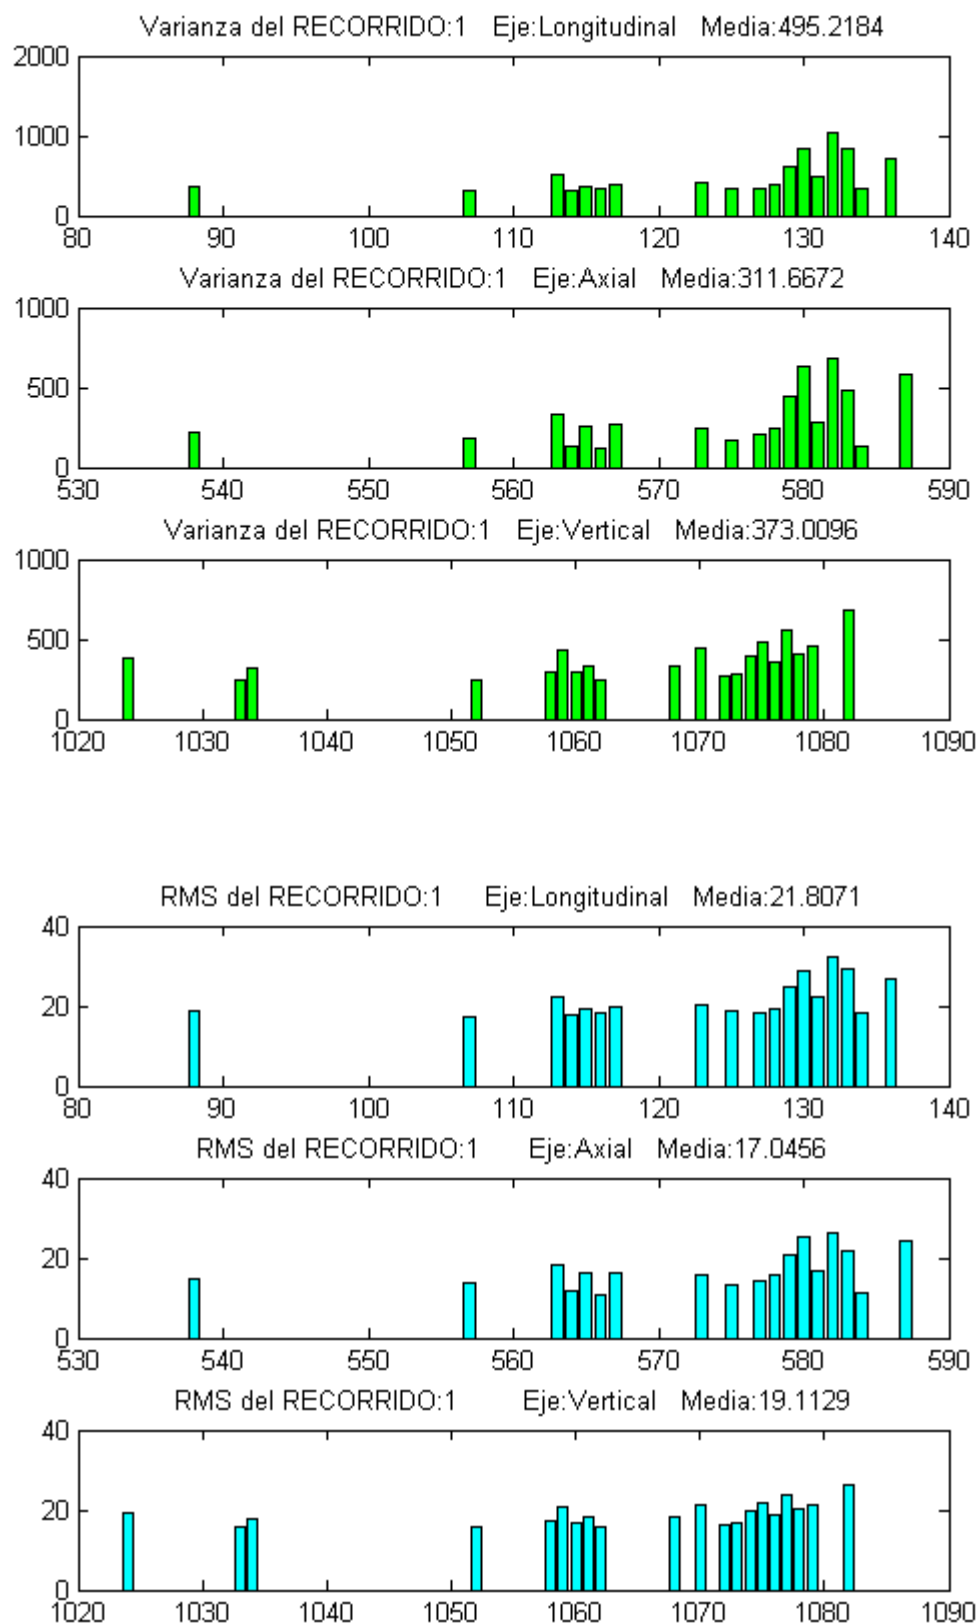 Varianza del RECORRIDO:1 Eje:Longitudinal Media:495.2184
2000
1000
0
80 90 100 110 120 130 140
Varianza del RECORRIDO:1 Eje:Axial Media:311.6672
1000
500
0
530 540 550 560 570 580 590
Varianza del RECORRIDO:1 Eje:Vertical Media:373.0096
1000
500
0
1020 1030 1040 1050 1060 1070 1080 1090
RMS del RECORRIDO:1 Eje:Longitudinal Media:21.8071
40
20
0
80 90 100 110 120 130 140
RMS del RECORRIDO:1 Eje:Axial Media:17.0456
40
20
0
530 540 550 560 570 580 590
RMS del RECORRIDO:1 Eje:Vertical Media:19.1129
40
20
0
1020 1030 1040 1050 1060 1070 1080 1090